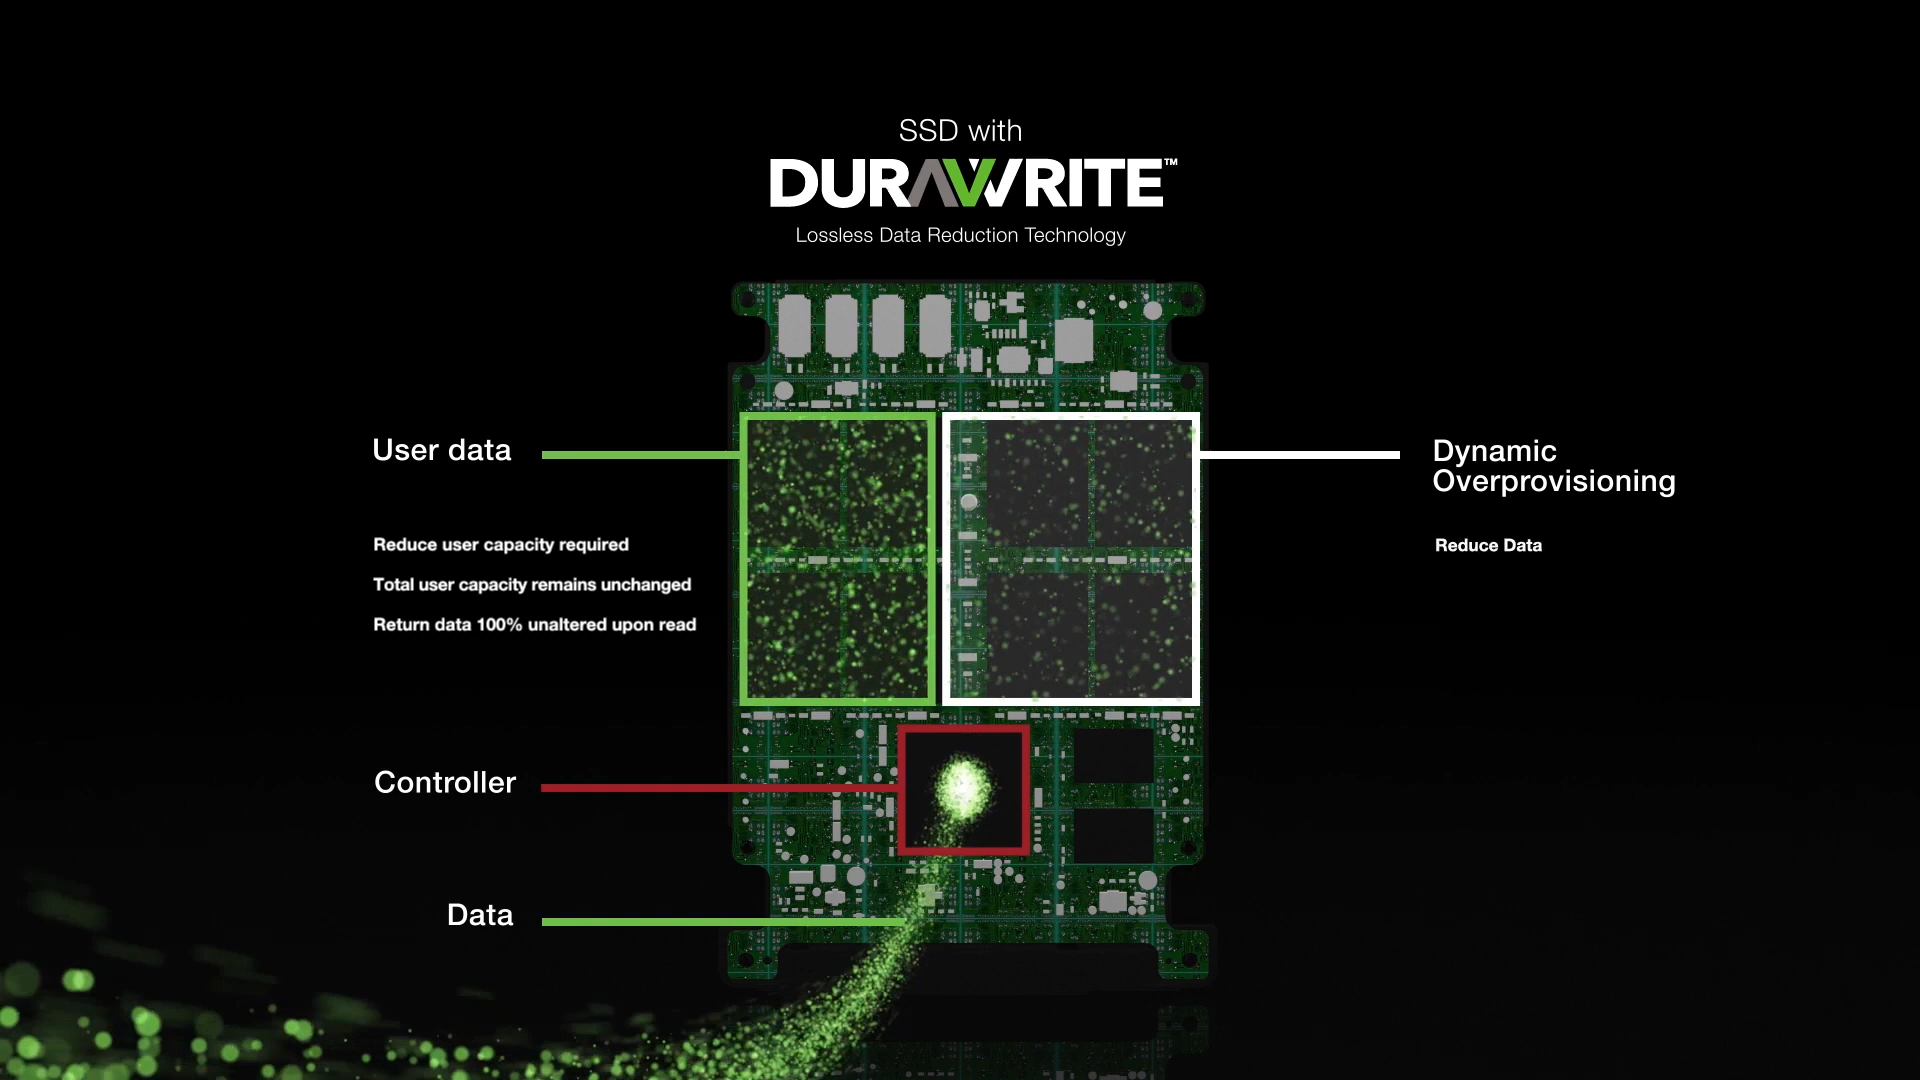 SSD with
DURAWRITE™
Lossless Data Reduction Technology
User data
Reduce user capacity required
Total user capacity remains unchanged
Return data 100% unaltered upon read
Dynamic
Overprovisioning
Reduce Data
Controller
Data